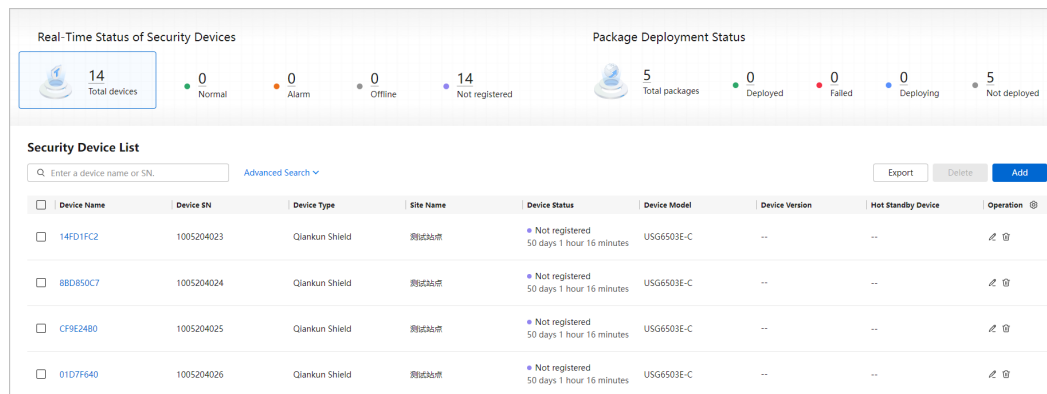 Real-Time Status of Security Devices
Package Deployment Status
14 0 0 0 14 5 0 0 0 5
Total devices Normal Alarm Offline Not registered Total packages Deployed Failed Deploying Not deployed
Security Device List
Enter a device name or SN. Advanced Search Export Delete Add
Device Name Device SN Device Type Site Name Device Status Device Model Device Version Hot Standby Device Operation
14FD1FC2 1005204023 Qiankun Shield 测试站点 Not registered USG6503E-C -- --
50 days 1 hour 16 minutes
8BD850C7 1005204024 Qiankun Shield 测试站点 Not registered USG6503E-C -- --
50 days 1 hour 16 minutes
CF9E24B0 1005204025 Qiankun Shield 测试站点 Not registered USG6503E-C -- --
50 days 1 hour 16 minutes
01D7F640 1005204026 Qiankun Shield 测试站点 Not registered USG6503E-C -- --
50 days 1 hour 16 minutes